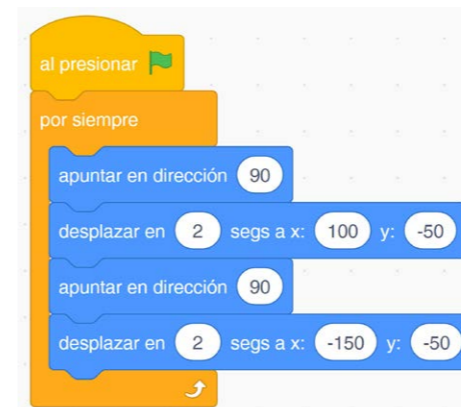 al presionar
por siempre
apuntar en dirección 90
desplazar en 2 segs a x: 100 y: -50
apuntar en dirección 90
desplazar en 2 segs a x: -150 y: -50